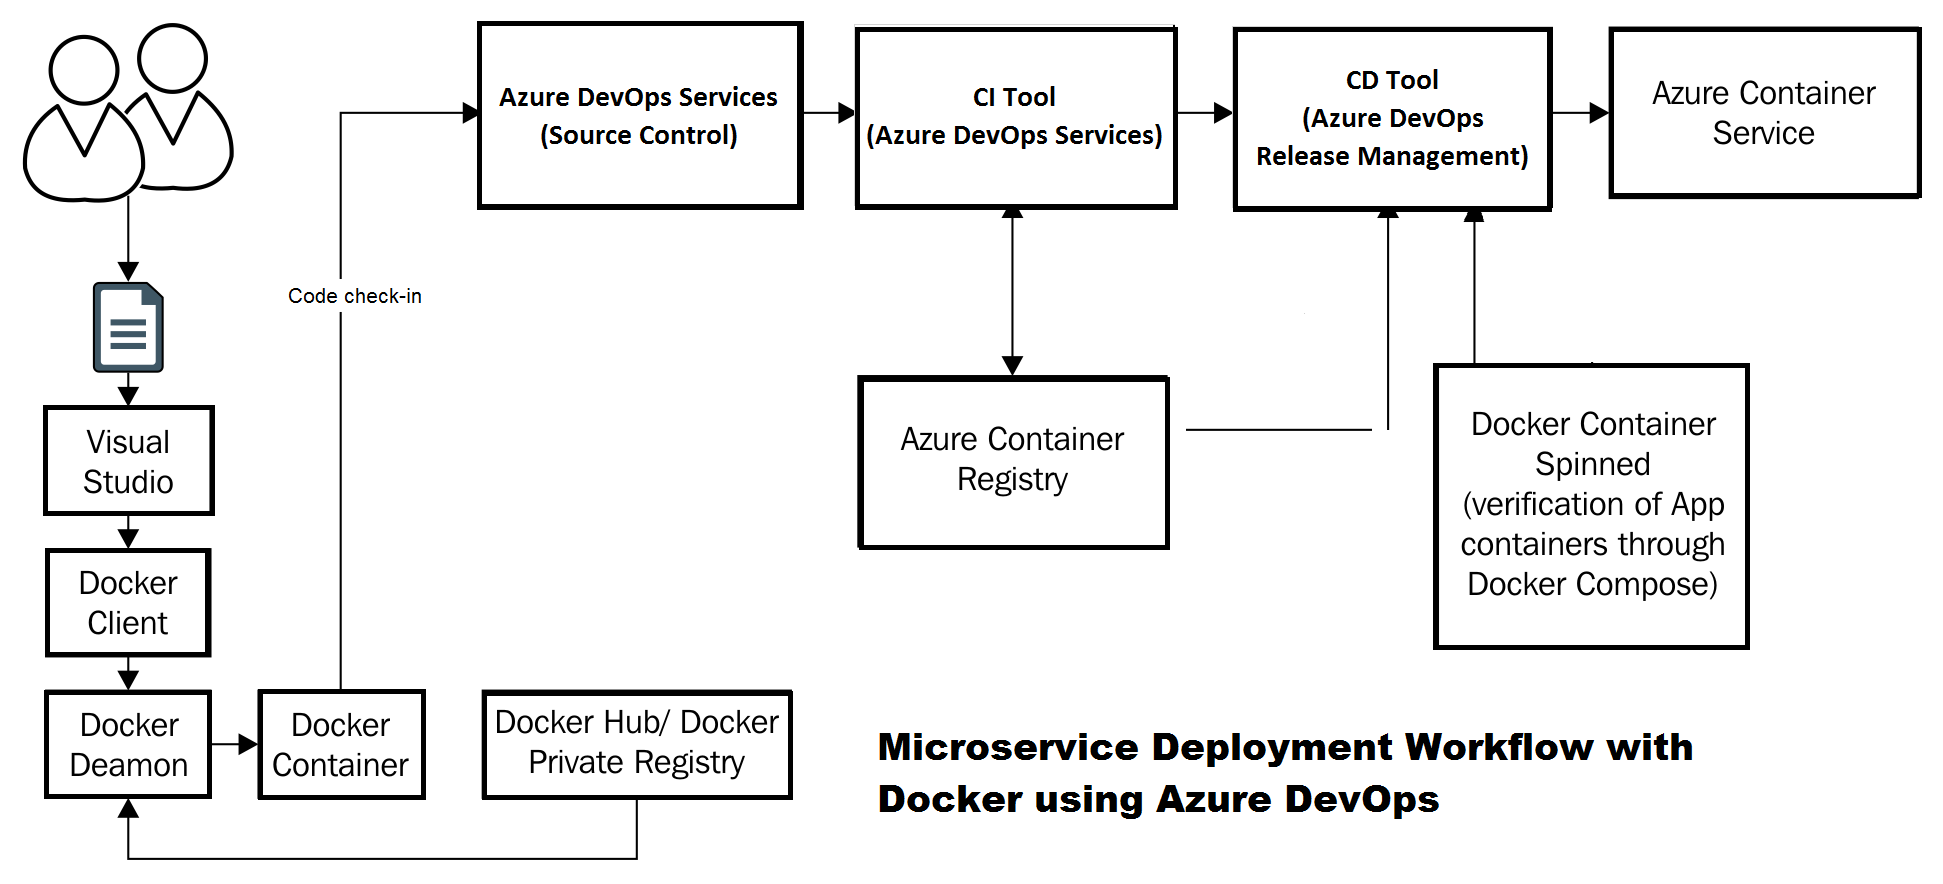 Azure DevOps Services
(Source Control)
CI Tool
(Azure DevOps Services)
CD Tool
(Azure DevOps
Release Management)
Azure Container
Service
Code check-in
Visual
Studio
Docker
Client
Docker
Deamon
Docker
Container
Docker Hub/ Docker
Private Registry
Azure Container
Registry
Docker Container
Spinned
(verification of App
containers through
Docker Compose)
Microservice Deployment Workflow with
Docker using Azure DevOps